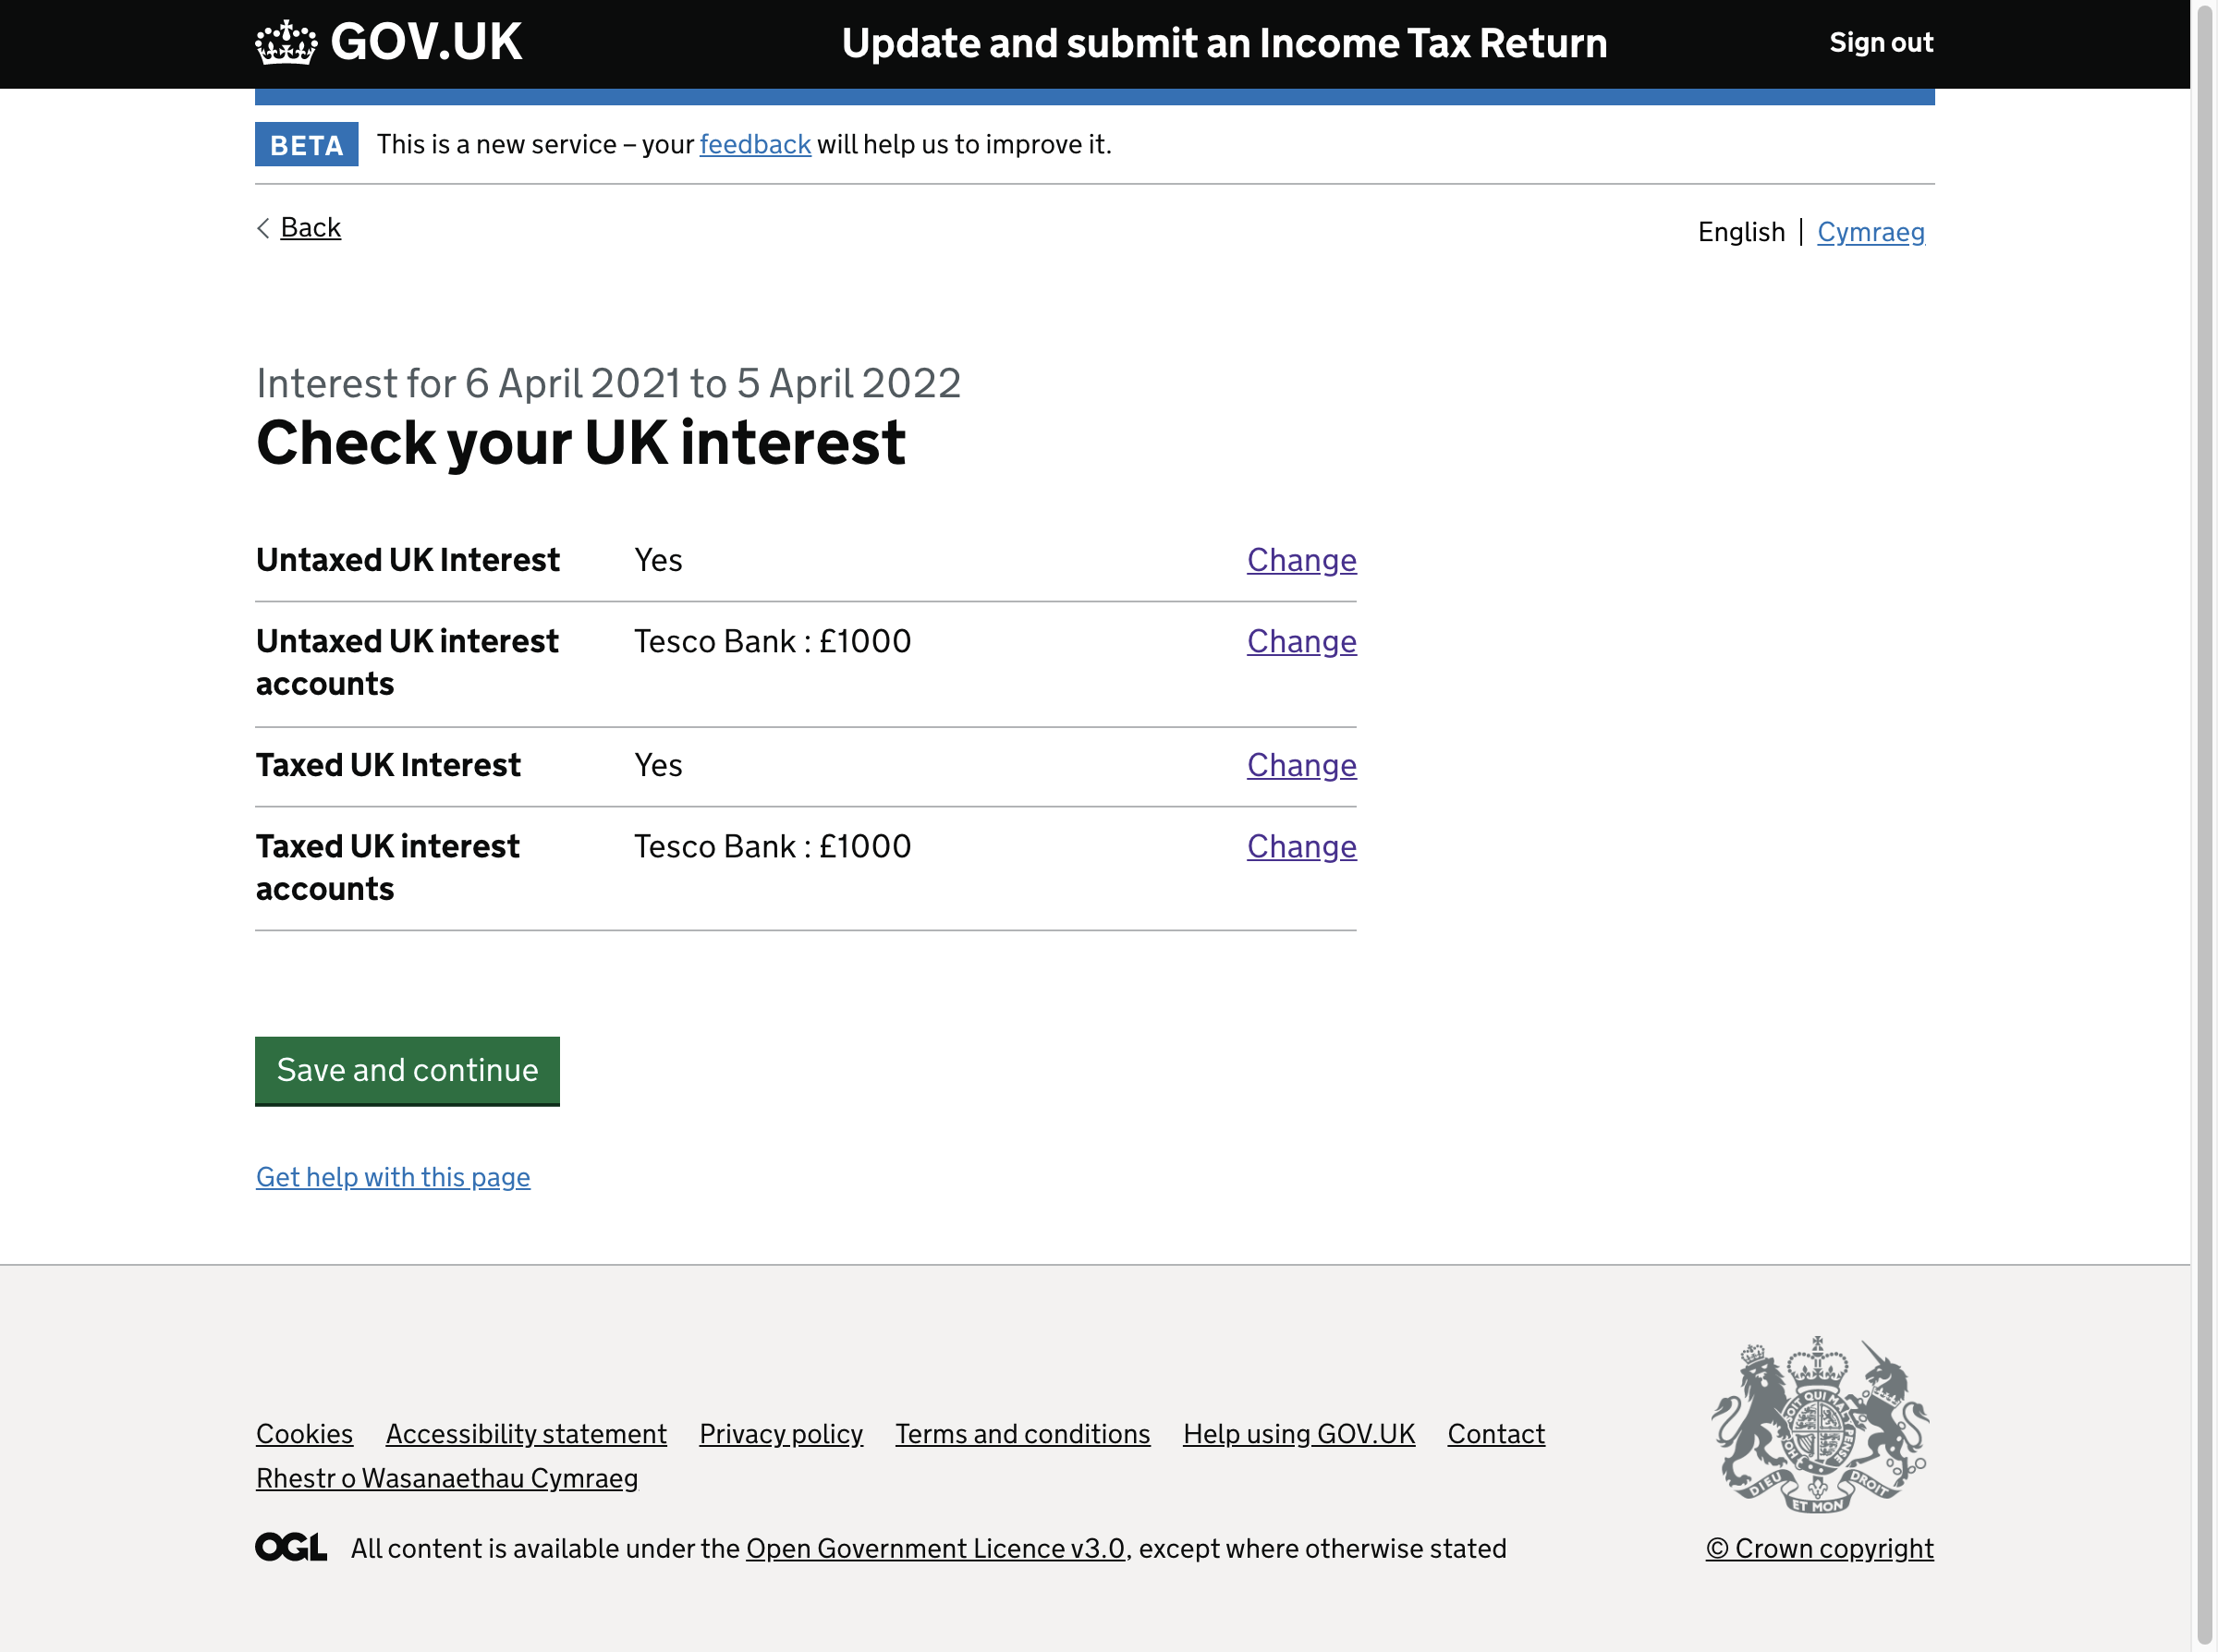 GOV.UK
Update and submit an Income Tax Return
Sign out
BETA
This is a new service – your feedback will help us to improve it.
Back
English | Cymraeg
Interest for 6 April 2021 to 5 April 2022
Check your UK interest
Untaxed UK Interest Yes Change
Untaxed UK interest Tesco Bank : £1000 Change
accounts
Taxed UK Interest Yes Change
Taxed UK interest Tesco Bank : £1000 Change
accounts
Save and continue
Get help with this page
Cookies Accessibility statement Privacy policy Terms and conditions Help using GOV.UK Contact
Rhestr o Wasanaethau Cymraeg
OGL All content is available under the Open Government Licence v3.0, except where otherwise stated
DIEU ET MON DROIT
© Crown copyright